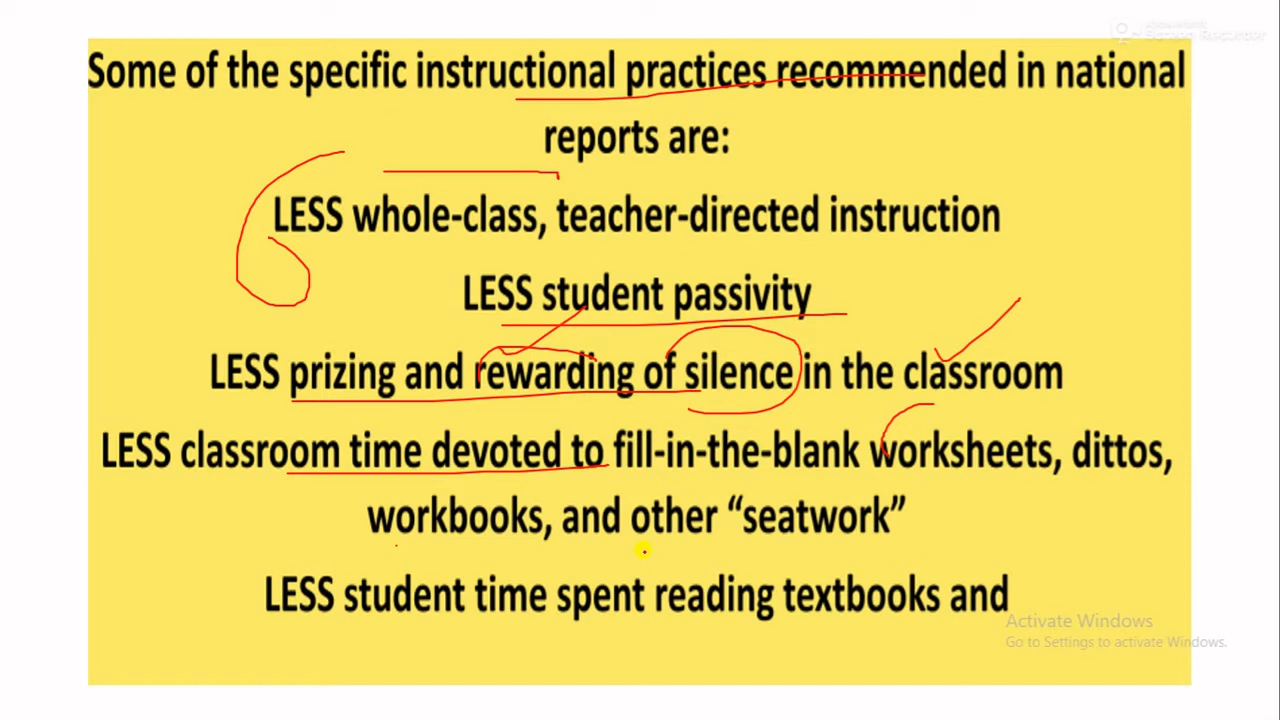 Some of the specific instructional practices recommended in national
reports are:
LESS whole-class, teacher-directed instruction
LESS student passivity
LESS prizing and rewarding of silence in the classroom
LESS classroom time devoted to fill-in-the-blank worksheets, dittos,
workbooks, and other “seatwork”
LESS student time spent reading textbooks and
Activate Windows
Go to Settings to activate Windows.